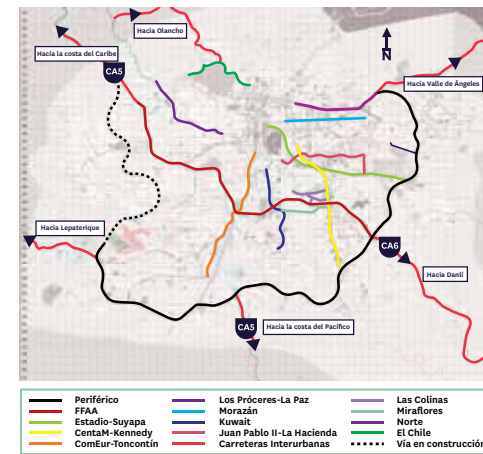 Hacia Olancho
Hacia la costa del Caribe
CA5
N
Hacia Valle de Ángeles
Hacia Lepaterique
CA6
Hacia Danlí
CA5
Hacia la costa del Pacífico
Periférico
FFAA
Estadio-Suyapa
CentaM-Kennedy
ComEur-Toncontín
Los Próceres-La Paz
Morazán
Kuwait
Juan Pablo II-La Hacienda
Carreteras Interurbanas
Las Colinas
Miraflores
Norte
El Chile
Vía en construcción